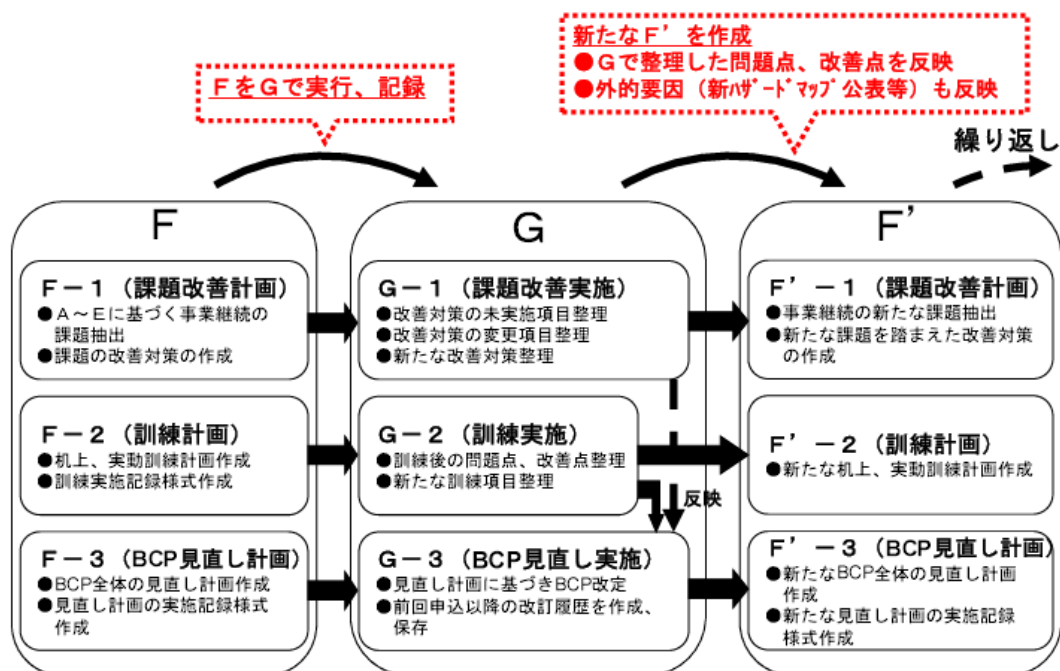 FをGで実行、記録
新たなF’を作成
●Gで整理した問題点、改善点を反映
●外的要因（新ﾊｻﾞｰﾄﾞﾏｯﾌﾟ公表等）も反映
繰り返し
F
F－1（課題改善計画）
●A～Eに基づく事業継続の
課題抽出
●課題の改善対策の作成
F－2（訓練計画）
●机上、実動訓練計画作成
●訓練実施記録様式作成
F－3（BCP見直し計画）
●BCP全体の見直し計画作成
●見直し計画の実施記録様式
作成
G
G－1（課題改善実施）
●改善対策の未実施項目整理
●改善対策の変更項目整理
●新たな改善対策整理
G－2（訓練実施）
●訓練後の問題点、改善点整理
●新たな訓練項目整理
反映
G－3（BCP見直し実施）
●見直し計画に基づきBCP改定
●前回申込以降の改訂履歴を作成、
保存
F’
F’－1（課題改善計画）
●事業継続の新たな課題抽出
●新たな課題を踏まえた改善対策
の作成
F’－2（訓練計画）
●新たな机上、実動訓練計画作成
F’－3（BCP見直し計画）
●新たなBCP全体の見直し計画
作成
●新たな見直し計画の実施記録
様式作成